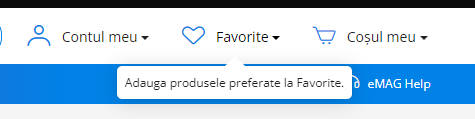 Contul meu Favorite Coșul meu
Adauga produsele preferate la Favorite. eMAG Help